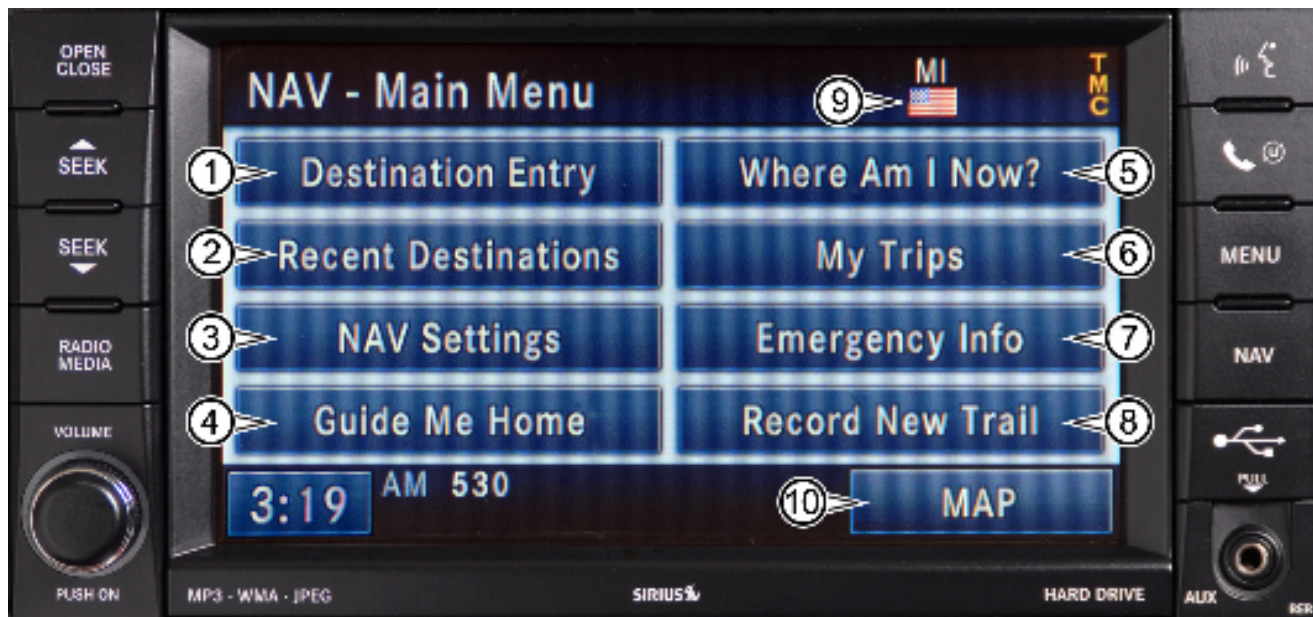 OPEN
CLOSE
SEEK
SEEK
RADIO
MEDIA
VOLUME
PUSH ON
NAV - Main Menu
MI
TMC
9
1
Destination Entry
Where Am I Now?
5
2
Recent Destinations
My Trips
6
3
NAV Settings
Emergency Info
7
4
Guide Me Home
Record New Trail
8
3:19
AM 530
10
MAP
MP3 - WMA - JPEG
SIRIUS
HARD DRIVE
MENU
NAV
PULL
AUX